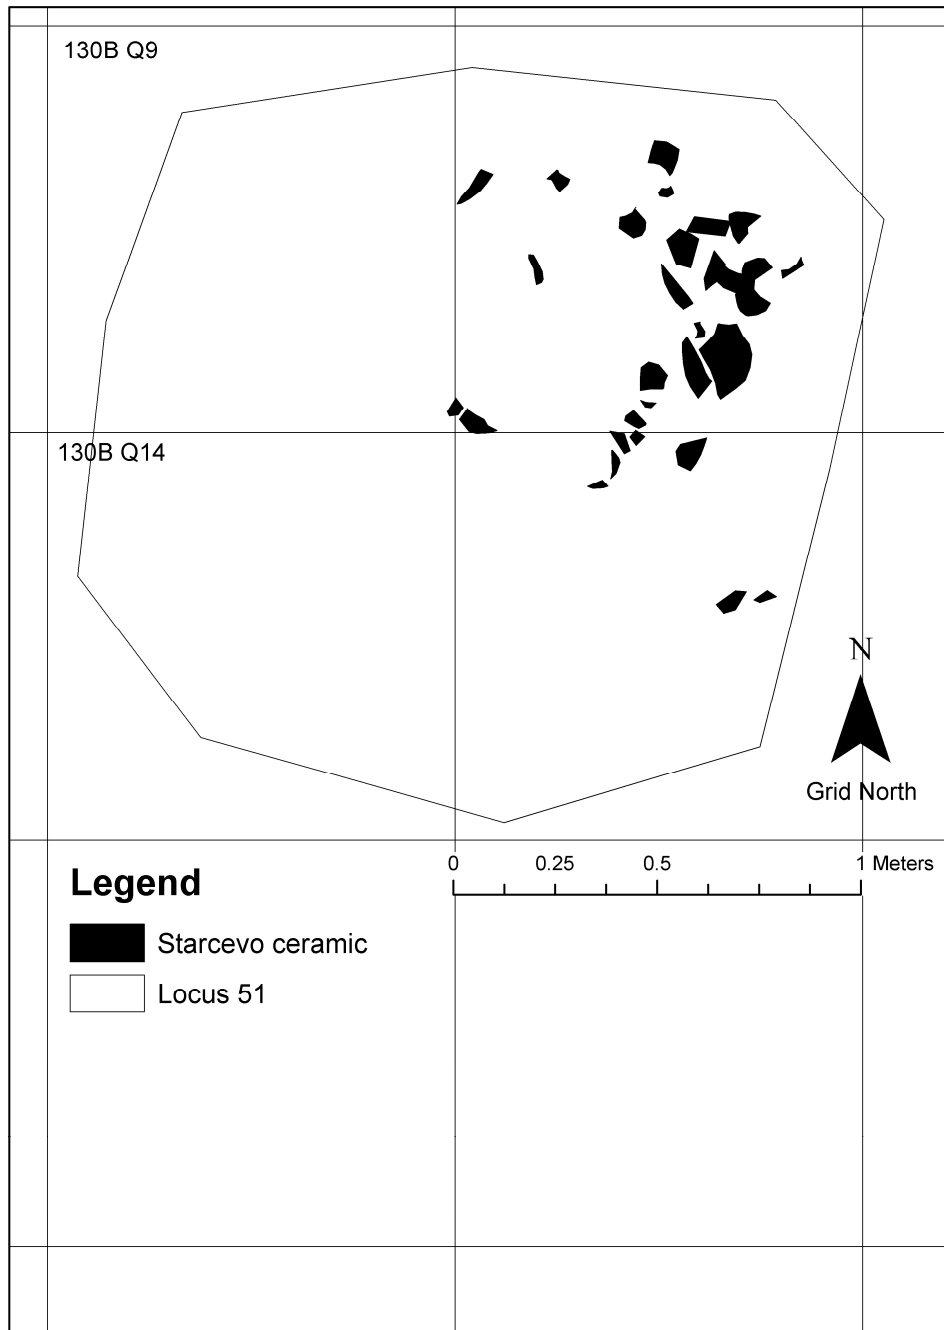 130B Q9
130B Q14
N
Grid North
0 0.25 0.5 1 Meters
Legend
Starcevo ceramic
Locus 51